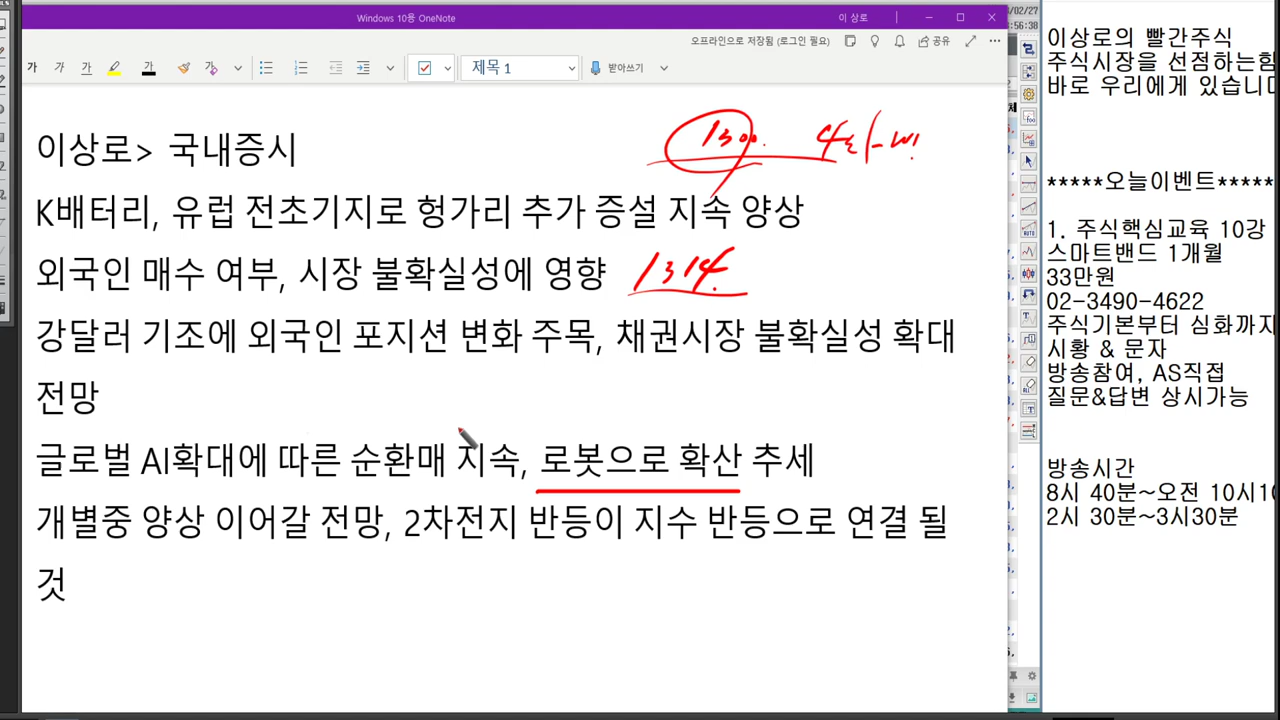 Windows 10용 OneNote
이 상로
오프라인으로 저장됨 (로그인 필요)
공유
가 가 가 가
제목 1
받아쓰기
/02/27
:56:38
이상로> 국내증시
1300
K배터리, 유럽 전초기지로 헝가리 추가 증설 지속 양상
외국인 매수 여부, 시장 불확실성에 영향
1314
강달러 기조에 외국인 포지션 변화 주목, 채권시장 불확실성 확대
전망
글로벌 AI확대에 따른 순환매 지속, 로봇으로 확산 추세
개별중 양상 이어갈 전망, 2차전지 반등이 지수 반등으로 연결 될
것
이상로의 빨간주식
주식시장을 선점하는힘
바로 우리에게 있습니다
*****오늘이벤트*****
1. 주식핵심교육 10강
스마트밴드 1개월
33만원
02-3490-4622
주식기본부터 심화까지
시황 & 문자
방송참여, AS직접
질문&답변 상시가능
방송시간
8시 40분~오전 10시10
2시 30분~3시30분